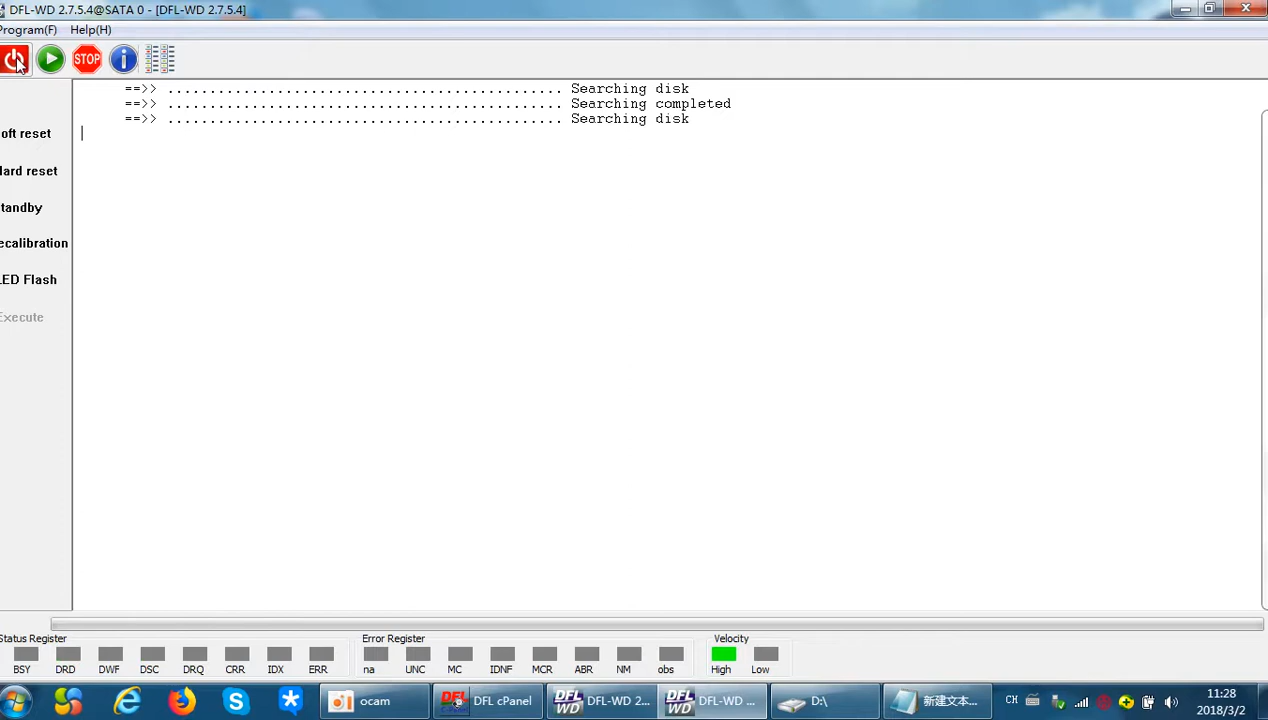 DFL-WD 2.7.5.4@SATA 0 - [DFL-WD 2.7.5.4]
Program(F) Help(H)
STOP
==>> ............................................... Searching disk
==>> ............................................... Searching completed
==>> ............................................... Searching disk
oft reset
lard reset
tandby
ecalibration
LED Flash
Execute
Status Register Error Register Velocity
BSY DRD DWF DSC DRQ CRR IDX ERR na UNC MC IDNF MCR ABR NM obs High Low
ocam DFL cPanel DFL-WD 2... DFL-WD ... D:\ 新建文本... CH 11:28
2018/3/2